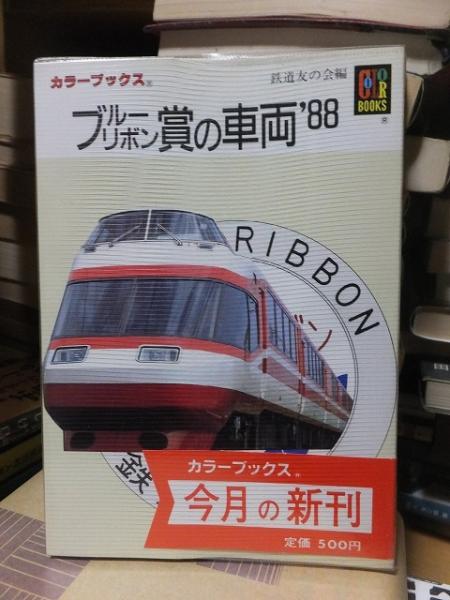 カラーブックス®
鉄道友の会編
COLOR
BOOKS
®
ブルーリボン賞の車両'88
RIBBON
ン
鉄
カラーブックス®
今月の新刊
定価 500円